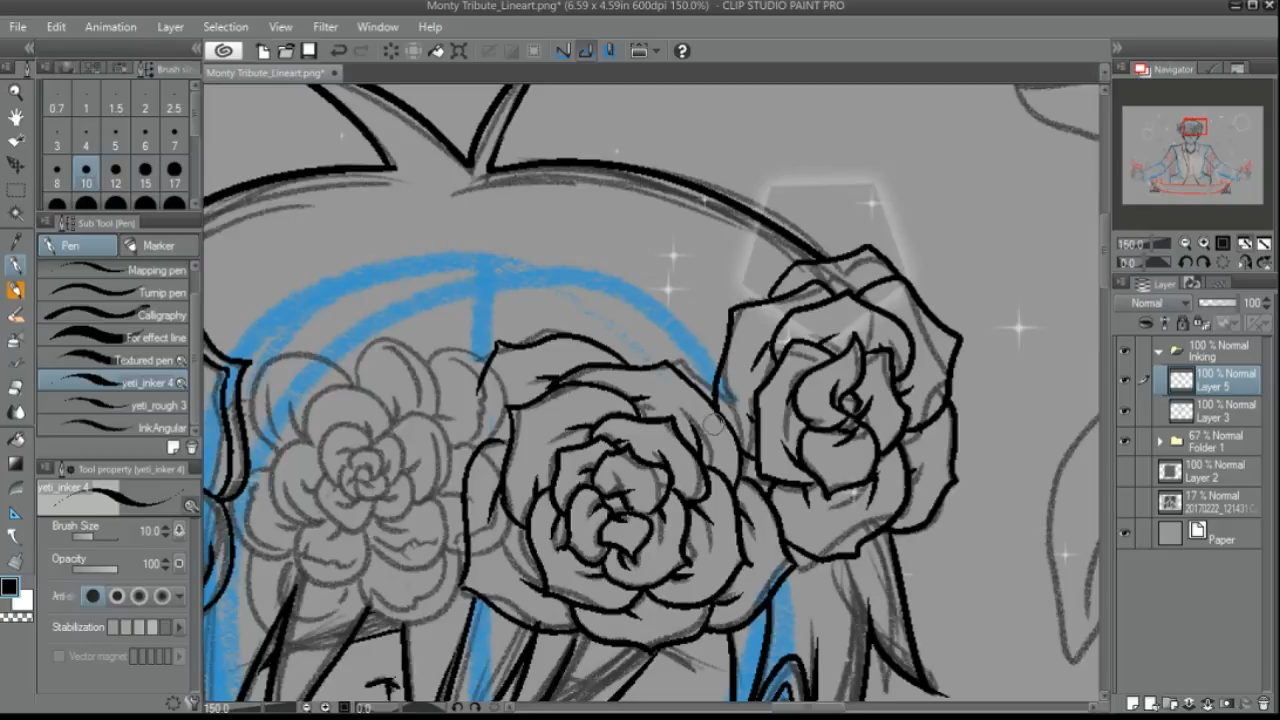 Monty Tribute_Lineart.png* (6.59 x 4.59in 600dpi 150.0%) - CLIP STUDIO PAINT PRO
File Edit Animation Layer Selection View Filter Window Help
Brush siz
Monty Tribute_Lineart.png*
Navigator
0.7 1 1.5 2 2.5
3 4 5 6 7
8 10 12 15 17
Sub Tool [Pen]
Pen Marker
Mapping pen
Turnip pen
Calligraphy
For effect line
Textured pen
yeti_inker 4
yeti_rough 3
InkAngular
Tool property (yeti_inker 4)
yeti_inker 4
Brush Size 10.0
Opacity 100
Anti
Stabilization
Vector magnet
150.0 0.0
150.0
0.0
Layer
Normal 100
100 % Normal
Inking
100 % Normal
Layer 5
100 % Normal
Layer 3
67 % Normal
Folder 1
100 % Normal
Layer 2
17 % Normal
20170222_121431
Paper